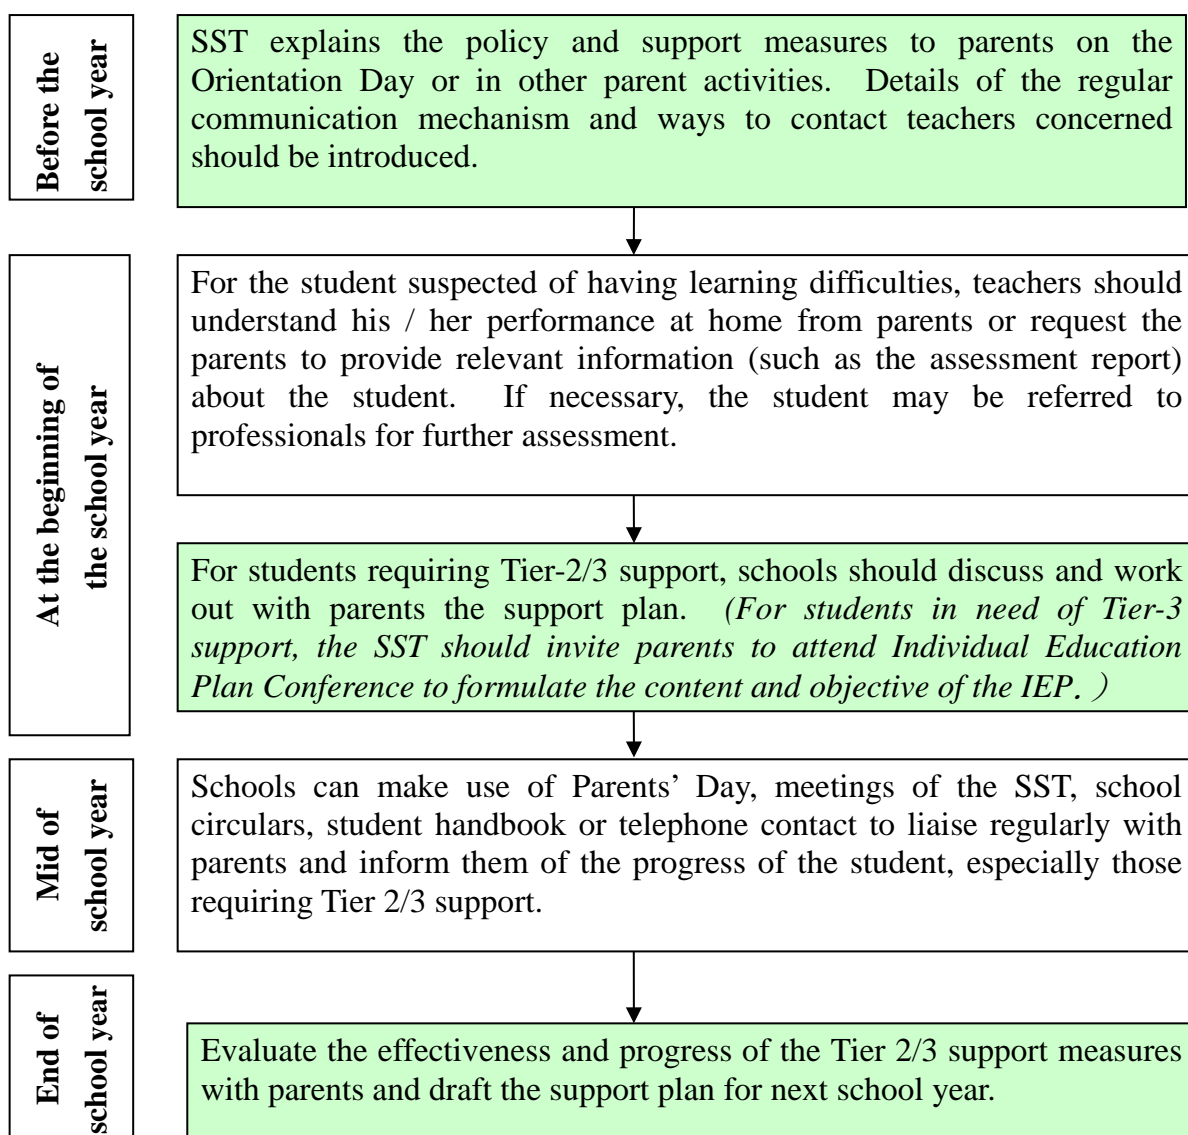 Before the
school year
SST explains the policy and support measures to parents on the
Orientation Day or in other parent activities. Details of the regular
communication mechanism and ways to contact teachers concerned
should be introduced.
At the beginning of
the school year
For the student suspected of having learning difficulties, teachers should
understand his / her performance at home from parents or request the
parents to provide relevant information (such as the assessment report)
about the student. If necessary, the student may be referred to
professionals for further assessment.
For students requiring Tier-2/3 support, schools should discuss and work
out with parents the support plan. (For students in need of Tier-3
support, the SST should invite parents to attend Individual Education
Plan Conference to formulate the content and objective of the IEP. )
Mid of
school year
Schools can make use of Parents’ Day, meetings of the SST, school
circulars, student handbook or telephone contact to liaise regularly with
parents and inform them of the progress of the student, especially those
requiring Tier 2/3 support.
End of
school year
Evaluate the effectiveness and progress of the Tier 2/3 support measures
with parents and draft the support plan for next school year.